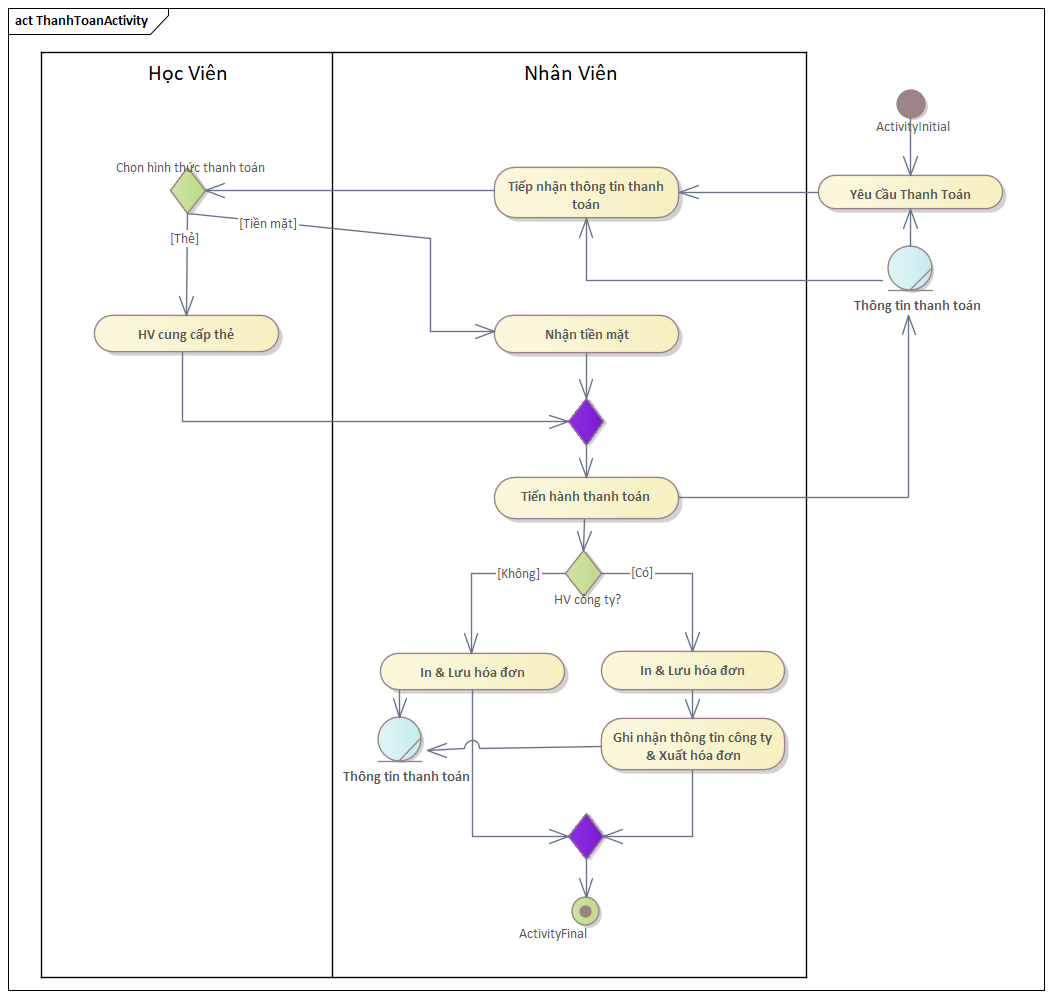 act ThanhToanActivity
Học Viên
Nhân Viên
ActivityInitial
Chọn hình thức thanh toán
Tiếp nhận thông tin thanh
toán
Yêu Cầu Thanh Toán
[Tiền mặt]
[Thẻ]
Thông tin thanh toán
HV cung cấp thẻ
Nhận tiền mặt
Tiến hành thanh toán
[Không]
[Có]
HV công ty?
In & Lưu hóa đơn
In & Lưu hóa đơn
Ghi nhận thông tin công ty
& Xuất hóa đơn
Thông tin thanh toán
ActivityFinal